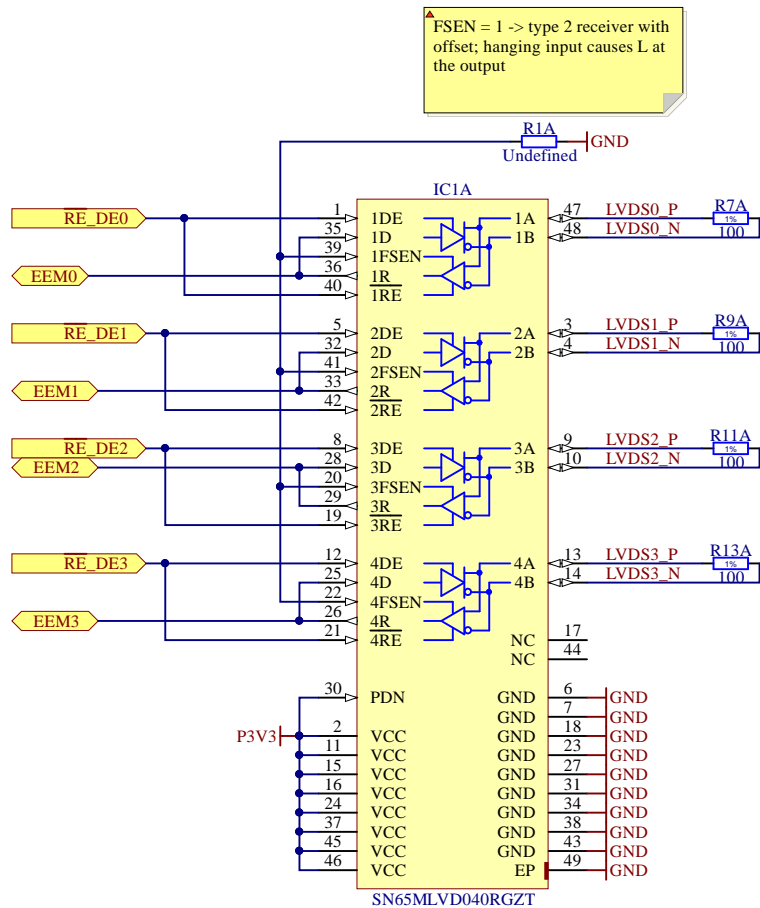 FSEN = 1 -> type 2 receiver with
offset; hanging input causes L at
the output
R1A
GND
Undefined
IC1A
RE_DE0 1 1DE 1A 47 LVDS0_P R7A
35 1D 1B 48 LVDS0_N 1% 100
39 1FSEN
EEM0 36 1R
40 1RE
RE_DE1 5 2DE 2A 3 LVDS1_P R9A
32 2D 2B 4 LVDS1_N 1% 100
41 2FSEN
EEM1 33 2R
42 2RE
RE_DE2 8 3DE 3A 9 LVDS2_P R11A
EEM2 28 3D 3B 10 LVDS2_N 1% 100
20 3FSEN
29 3R
19 3RE
RE_DE3 12 4DE 4A 13 LVDS3_P R13A
25 4D 4B 14 LVDS3_N 1% 100
22 4FSEN
EEM3 26 4R
21 4RE
NC 17
NC 44
30 PDN GND 6 GND
GND 7 GND
P3V3 2 VCC GND 18 GND
11 VCC GND 23 GND
15 VCC GND 27 GND
16 VCC GND 31 GND
24 VCC GND 34 GND
37 VCC GND 38 GND
45 VCC GND 43 GND
46 VCC EP 49 GND
SN65MLVD040RGZT